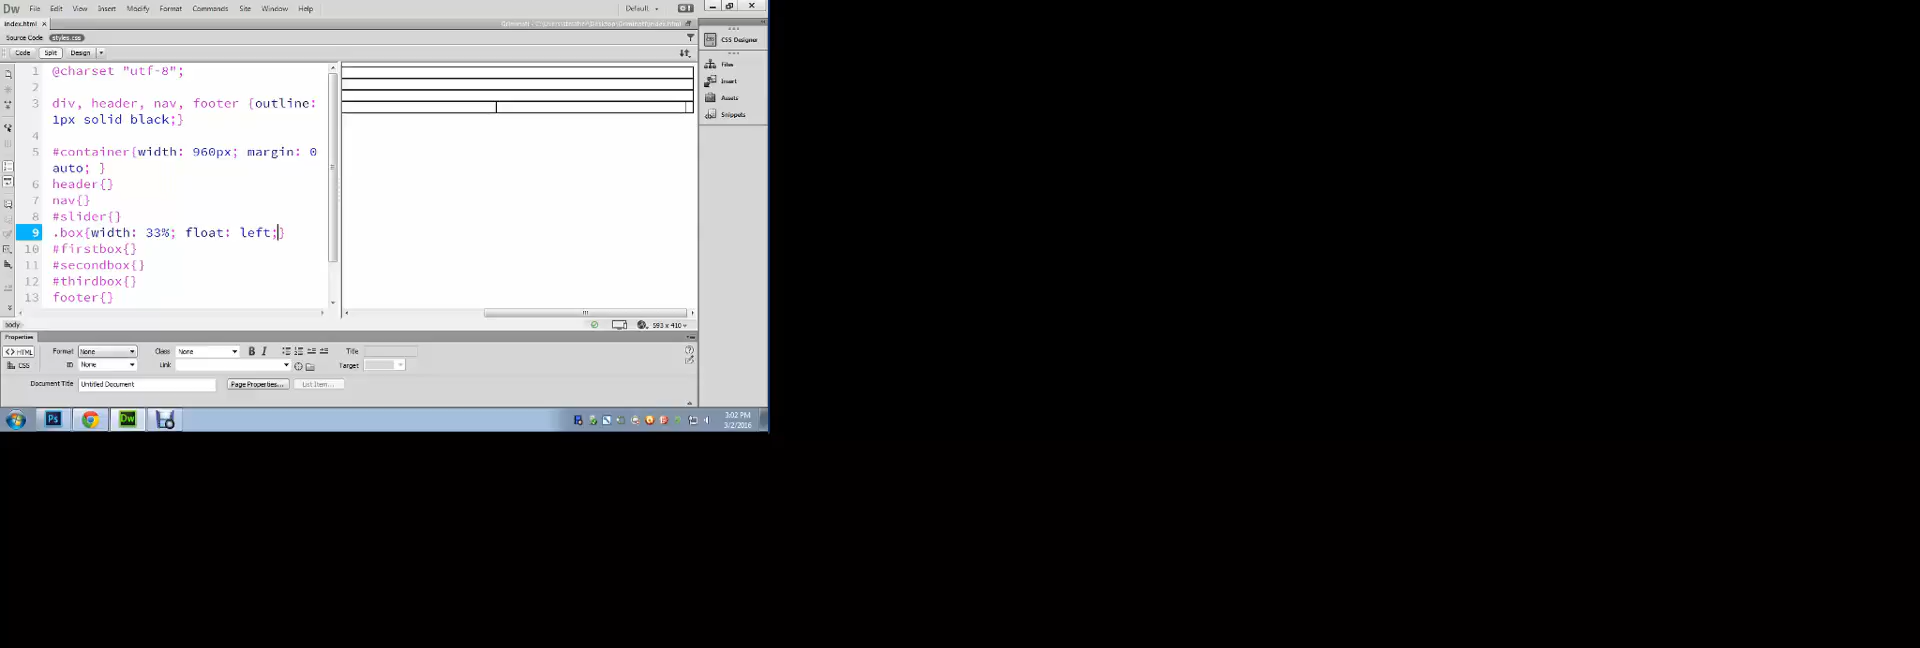 Dw File Edit View Insert Modify Format Commands Site Window Help Default
index.html ×
Source Code styles.css
Code Split Design
CSS Designer
Files
Insert
Assets
Snippets
1 @charset "utf-8";
2
3 div, header, nav, footer {outline:
1px solid black;}
4
5 #container{width: 960px; margin: 0
auto; }
6 header{}
7 nav{}
8 #slider{}
9 .box{width: 33%; float: left;}
10 #firstbox{}
11 #secondbox{}
12 #thirdbox{}
13 footer{}
body 593 x 410
Properties
<> HTML Format None Class None B I Title
CSS ID None Link Target
Document Title Untitled Document Page Properties... List Item...
Ps Dw
3:02 PM
3/2/2016